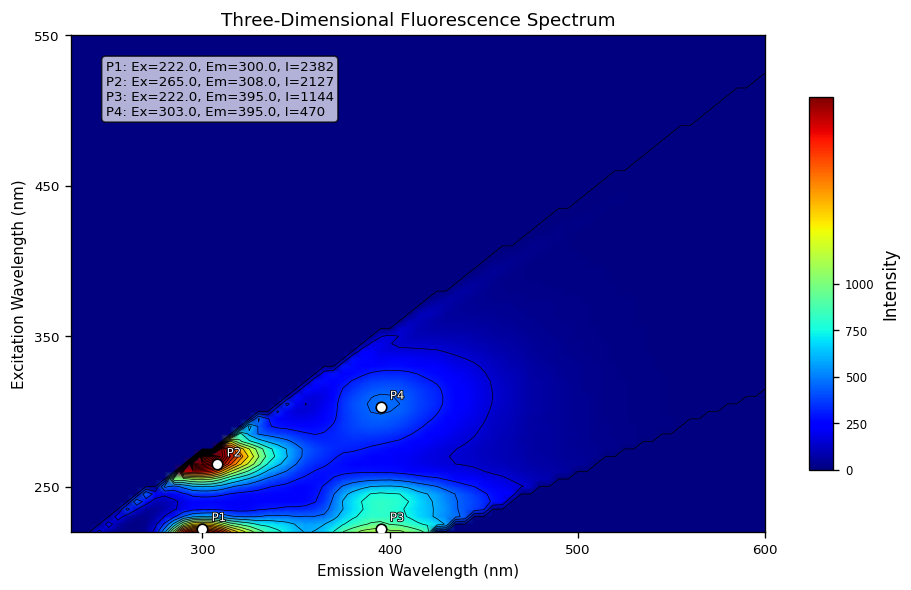 Three-Dimensional Fluorescence Spectrum
550
450
350
250
Excitation Wavelength (nm)
P1: Ex=222.0, Em=300.0, I=2382
P2: Ex=265.0, Em=308.0, I=2127
P3: Ex=222.0, Em=395.0, I=1144
P4: Ex=303.0, Em=395.0, I=470
P4
P2
P1
P3
300
400
500
600
Emission Wavelength (nm)
1000
750
500
250
0
Intensity